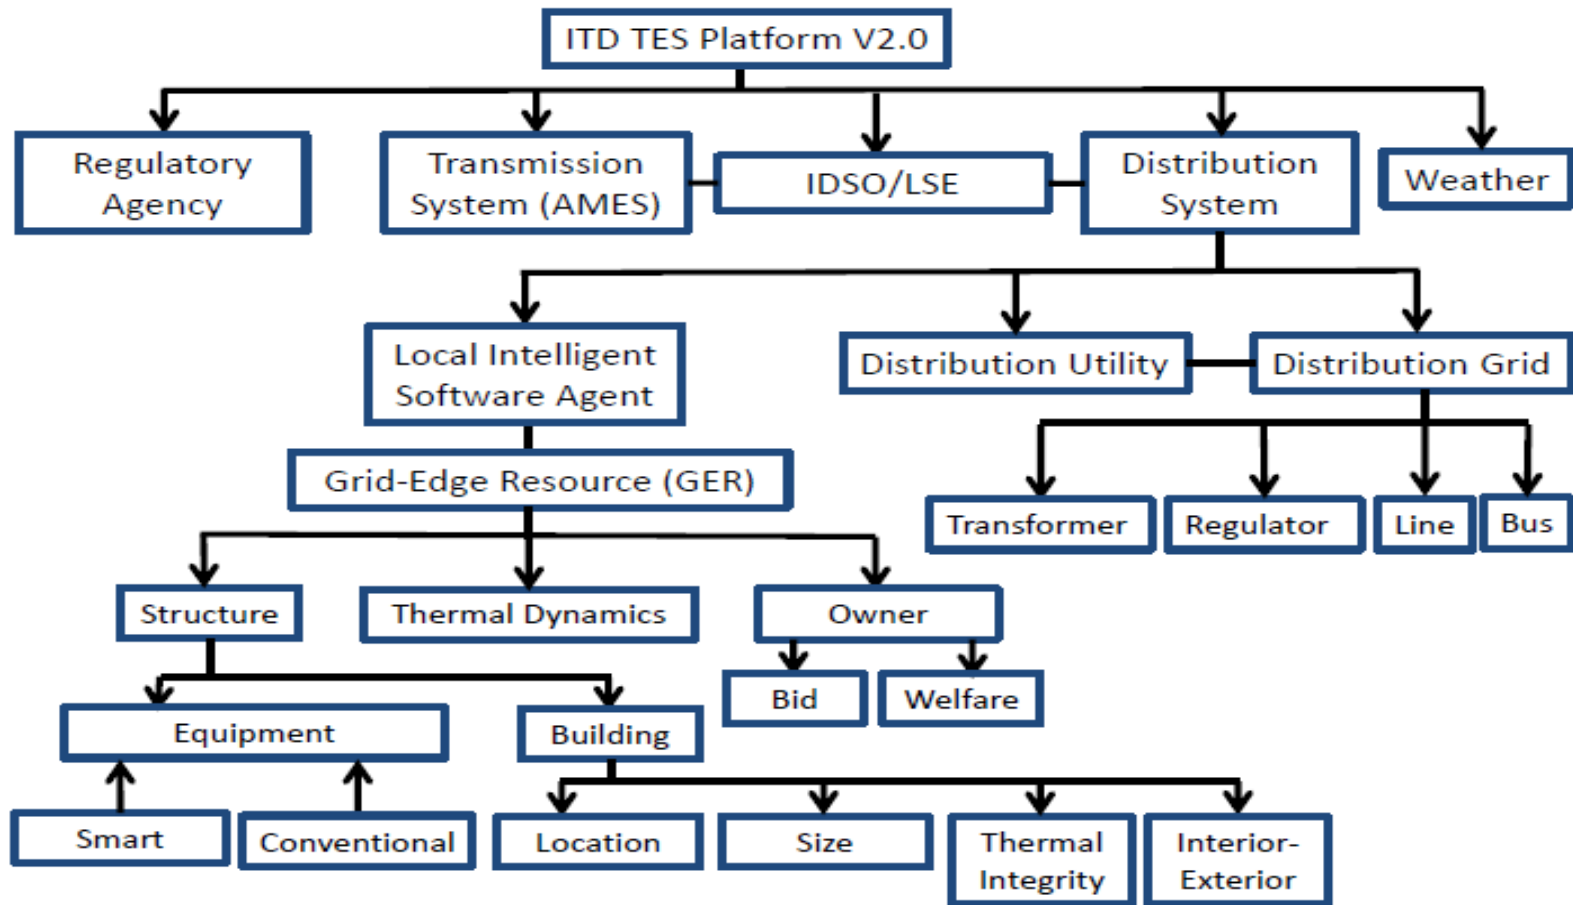 ITD TES Platform V2.0
Regulatory
Agency
Transmission
System (AMES)
IDSO/LSE
Distribution
System
Weather
Local Intelligent
Software Agent
Distribution Utility
Distribution Grid
Grid-Edge Resource (GER)
Transformer
Regulator
Line
Bus
Structure
Thermal Dynamics
Owner
Bid
Welfare
Equipment
Building
Smart
Conventional
Location
Size
Thermal
Integrity
Interior-
Exterior